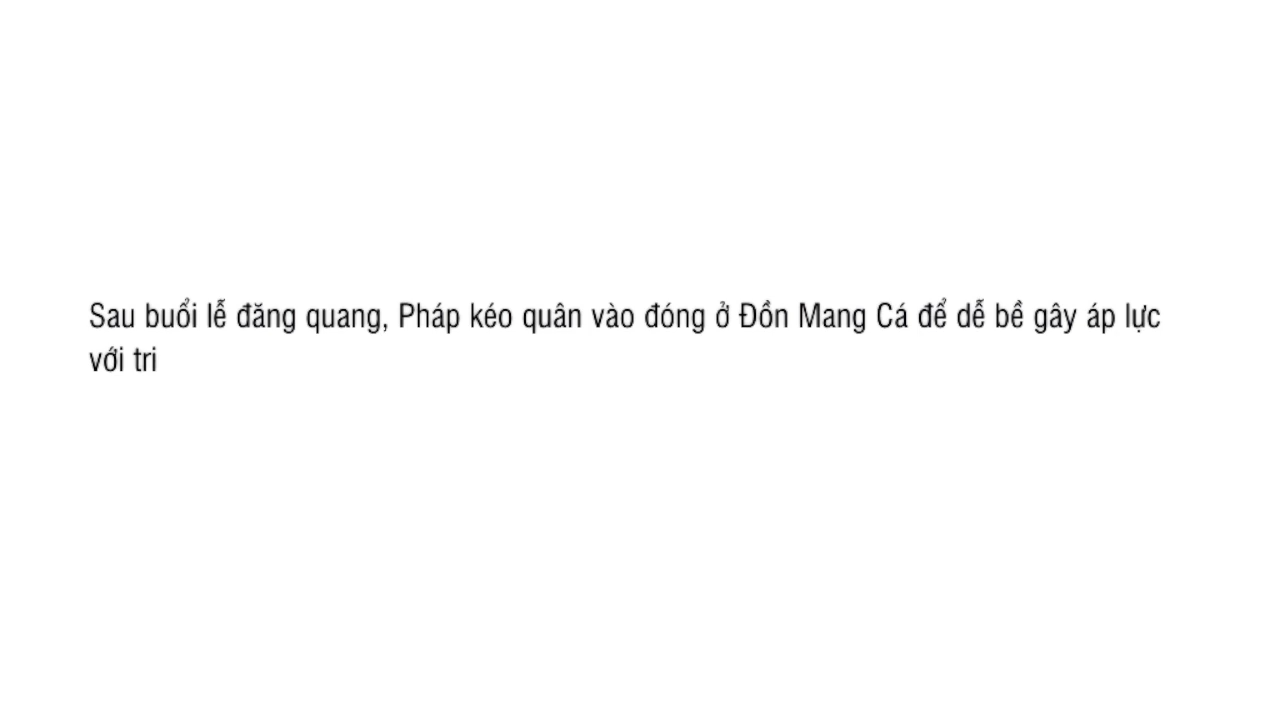 Sau buổi lễ đăng quang, Pháp kéo quân vào đóng ở Đồn Mang Cá để dễ bề gây áp lực
với tri